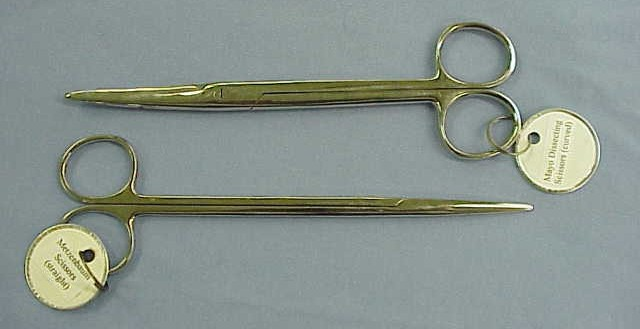 Mayo Dissecting
Scissors (curved)
Metzenbaum
Scissors
(straight)